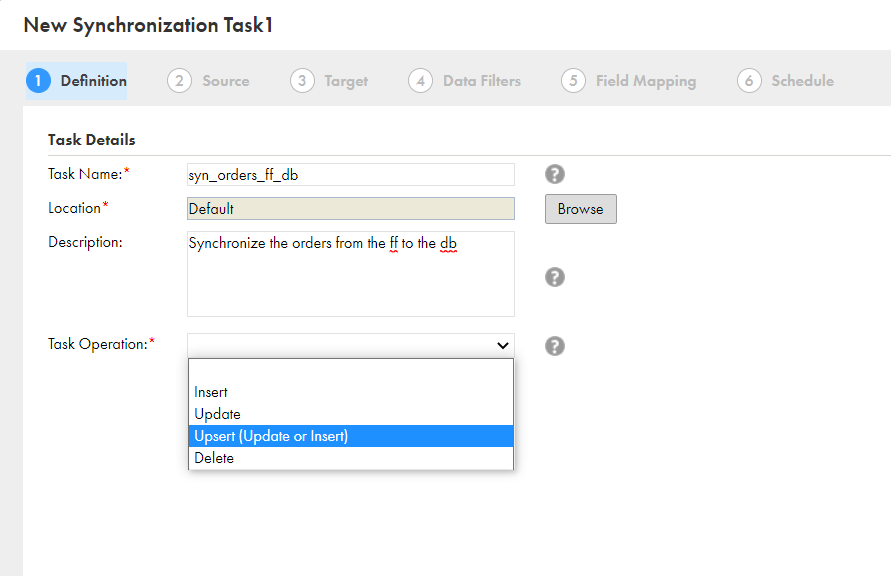 New Synchronization Task1
1 Definition 2 Source 3 Target 4 Data Filters 5 Field Mapping 6 Schedule
Task Details
Task Name:* syn_orders_ff_db ?
Location* Default Browse
Description: Synchronize the orders from the ff to the db
?
Task Operation:* ?
Insert
Update
Upsert (Update or Insert)
Delete